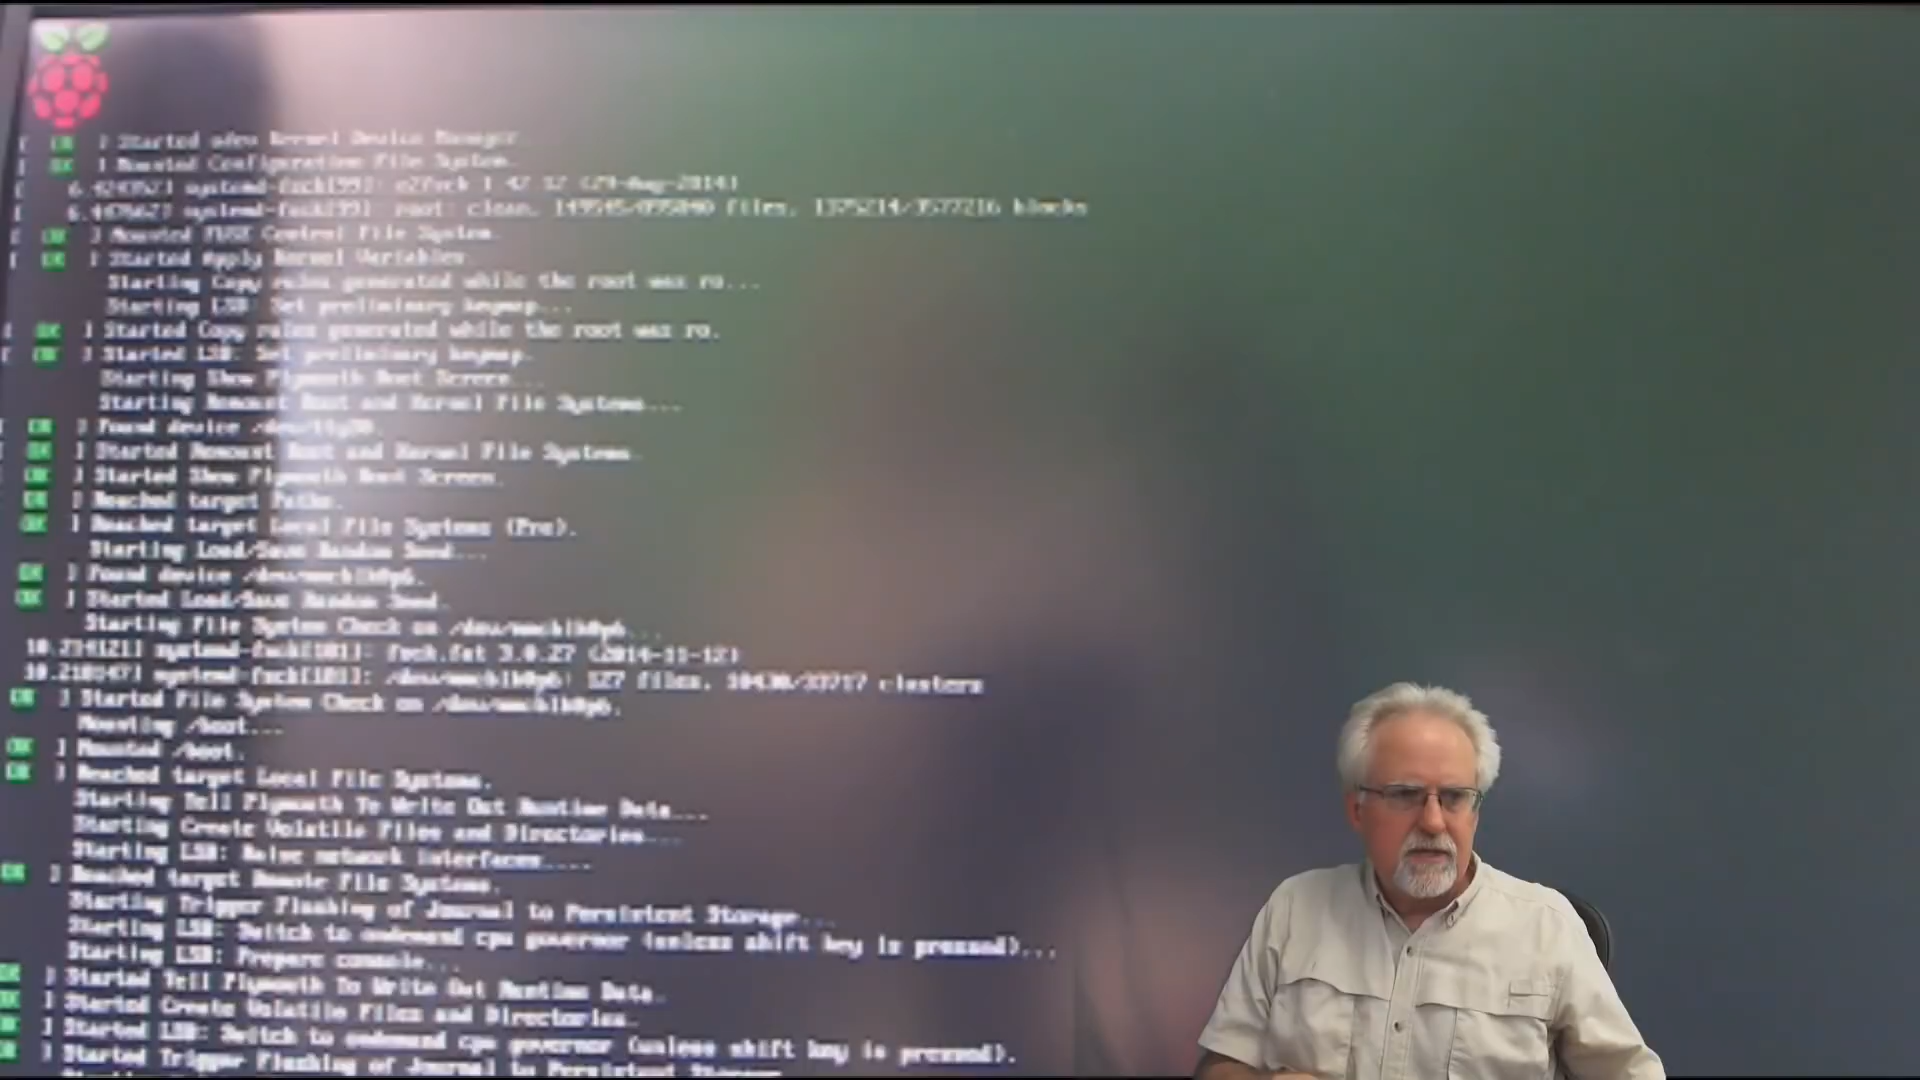 [ OK ] Started udev Kernel Device Manager.
[ OK ] Mounted Configuration File System.
systemd-fsck[99]: e2fsck 1.42.12 (29-Aug-2014)
systemd-fsck[99]: root: clean, files, blocks
[ OK ] Mounted FUSE Control File System.
[ OK ] Started Apply Kernel Variables.
Starting Copy rules generated while the root was ro...
Starting LSB: Set preliminary keymap...
[ OK ] Started Copy rules generated while the root was ro.
[ OK ] Started LSB: Set preliminary keymap.
Starting Show Plymouth Boot Screen...
Starting Remount Root and Kernel File Systems...
[ OK ] Found device
[ OK ] Started Remount Root and Kernel File Systems.
[ OK ] Started Show Plymouth Boot Screen.
OK ] Reached target Paths.
OK ] Reached target Local File Systems (Pre).
Starting Load/Save Random Seed...
OK ] Found device /dev/mmcblk0p6.
OK ] Started Load/Save Random Seed.
Starting File System Check on /dev/mmcblk0p6...
systemd-fsck[101]: fsck.fat 3.0.27 (2014-11-12)
systemd-fsck[101]: /dev/mmcblk0p6: 127 files, clusters
OK ] Started File System Check on /dev/mmcblk0p6.
Mounting /boot...
OK ] Mounted /boot.
OK ] Reached target Local File Systems.
Starting Tell Plymouth To Write Out Runtime Data...
Starting Create Volatile Files and Directories...
Starting LSB: Raise network interfaces....
OK ] Reached target Remote File Systems.
Starting Trigger Flushing of Journal to Persistent Storage...
Starting LSB: Switch to ondemand cpu governor (unless shift key is pressed)...
Starting LSB: Prepare console...
OK ] Started Tell Plymouth To Write Out Runtime Data.
OK ] Started Create Volatile Files and Directories.
OK ] Started LSB: Switch to ondemand cpu governor (unless shift key is pressed).
OK ] Started Trigger Flushing of Journal to Persistent Storage.